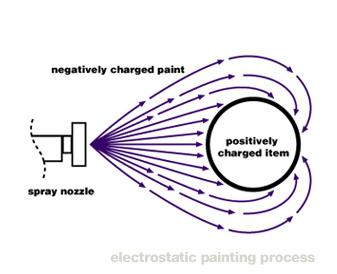 negatively charged paint
positively
charged item
spray nozzle
electrostatic painting process